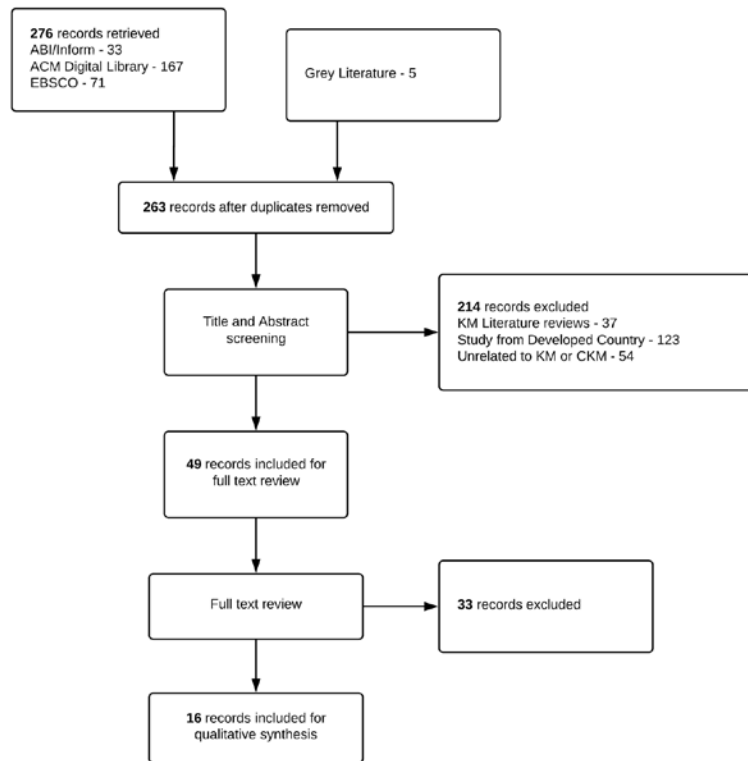 276 records retrieved
ABI/Inform - 33
ACM Digital Library - 167
EBSCO - 71
Grey Literature - 5
263 records after duplicates removed
Title and Abstract
screening
214 records excluded
KM Literature reviews - 37
Study from Developed Country - 123
Unrelated to KM or CKM - 54
49 records included for
full text review
Full text review
33 records excluded
16 records included for
qualitative synthesis